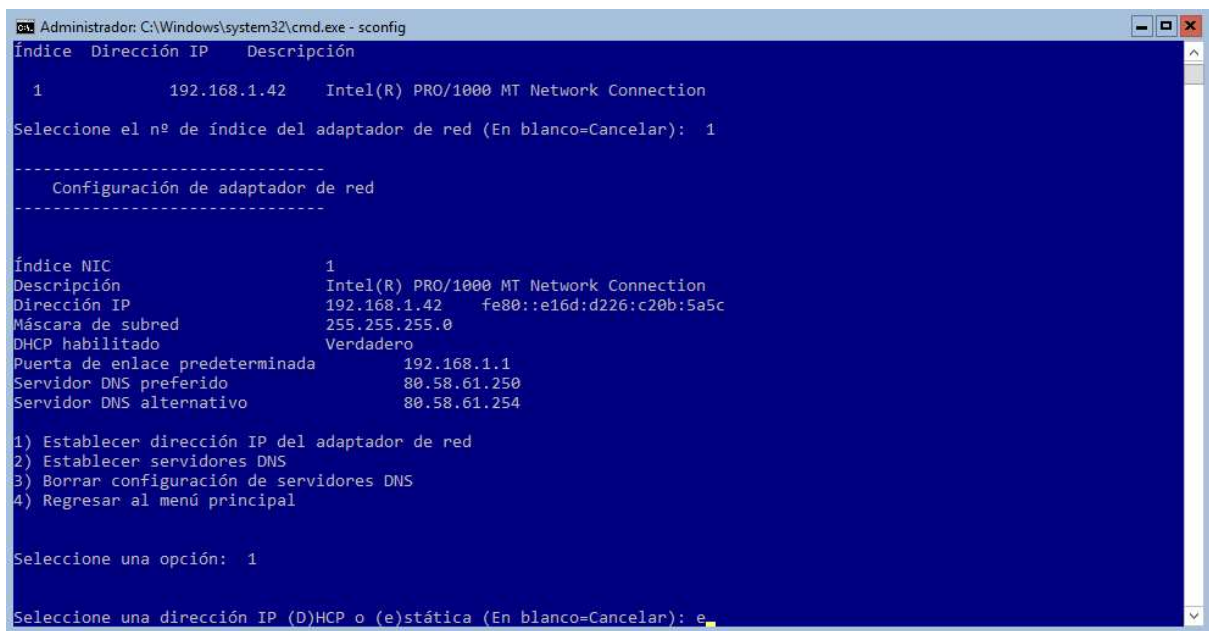 Administrador: C:\Windows\system32\cmd.exe - sconfig
Índice  Dirección IP    Descripción
1             192.168.1.42    Intel(R) PRO/1000 MT Network Connection
Seleccione el nº de índice del adaptador de red (En blanco=Cancelar):  1
--------------------------------
Configuración de adaptador de red
--------------------------------
Índice NIC                      1
Descripción                     Intel(R) PRO/1000 MT Network Connection
Dirección IP                    192.168.1.42    fe80::e16d:d226:c20b:5a5c
Máscara de subred               255.255.255.0
DHCP habilitado                 Verdadero
Puerta de enlace predeterminada         192.168.1.1
Servidor DNS preferido                  80.58.61.250
Servidor DNS alternativo                80.58.61.254
1) Establecer dirección IP del adaptador de red
2) Establecer servidores DNS
3) Borrar configuración de servidores DNS
4) Regresar al menú principal
Seleccione una opción:  1
Seleccione una dirección IP (D)HCP o (e)stática (En blanco=Cancelar): e